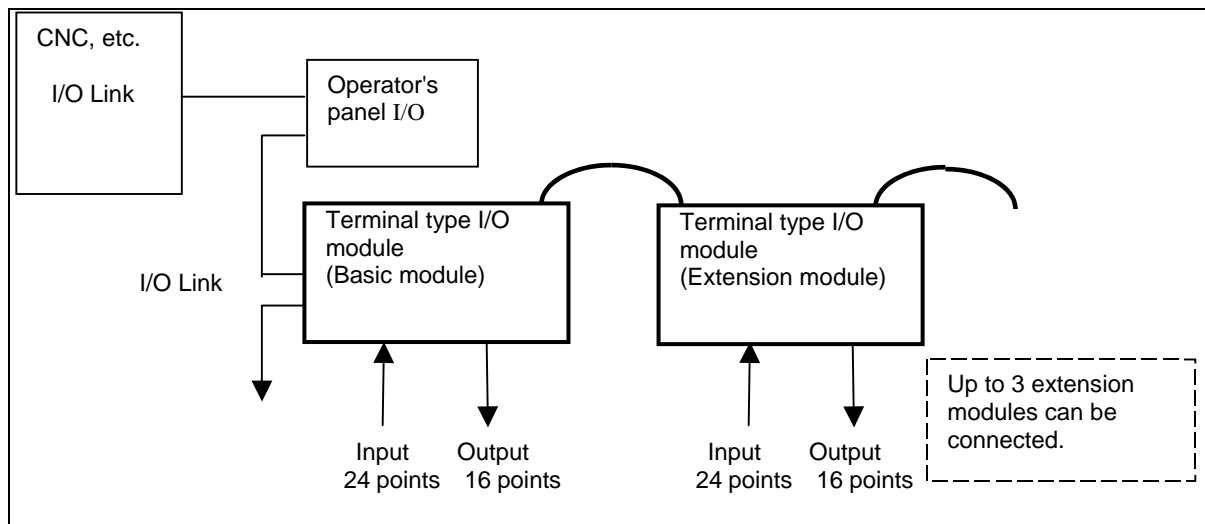 CNC, etc.
I/O Link
Operator's
panel I/O
Terminal type I/O
module
(Basic module)
Terminal type I/O
module
(Extension module)
I/O Link
Up to 3 extension
modules can be
connected.
Input
24 points
Output
16 points
Input
24 points
Output
16 points